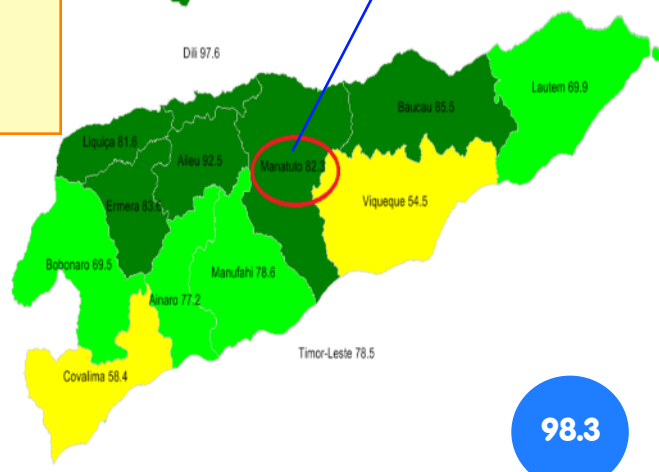 Dili 97.6
Lautem 69.9
Baucau 85.5
Liquiça 81.6
Aileu 92.5
Manatuto 82.3
Ermera 83.6
Viqueque 54.5
Bobonaro 69.5
Manufahi 78.6
Ainaro 77.2
Timor-Leste 78.5
Covalima 58.4
98.3